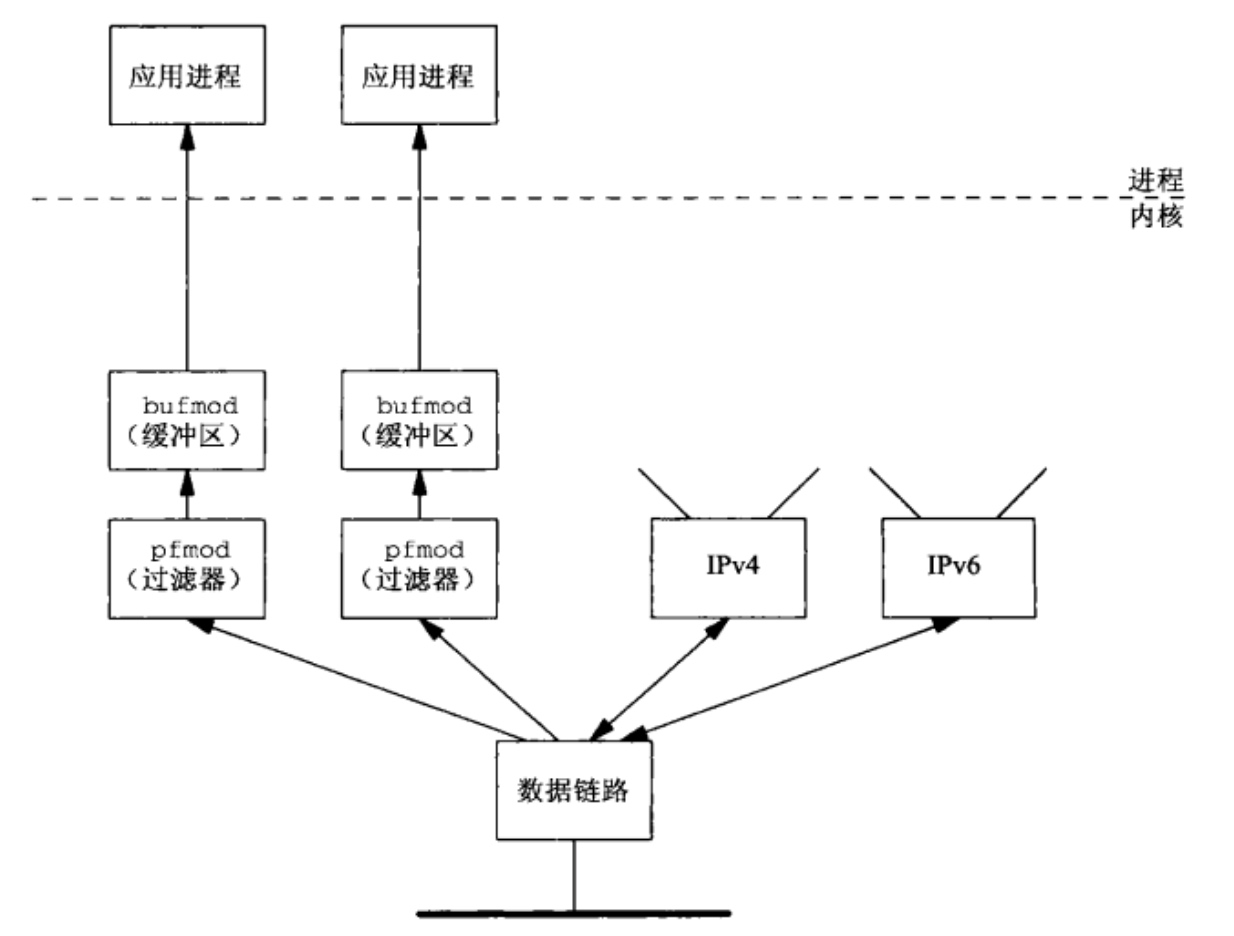 应用进程
应用进程
进程
内核
bufmod
（缓冲区）
bufmod
（缓冲区）
pfmod
（过滤器）
pfmod
（过滤器）
IPv4
IPv6
数据链路